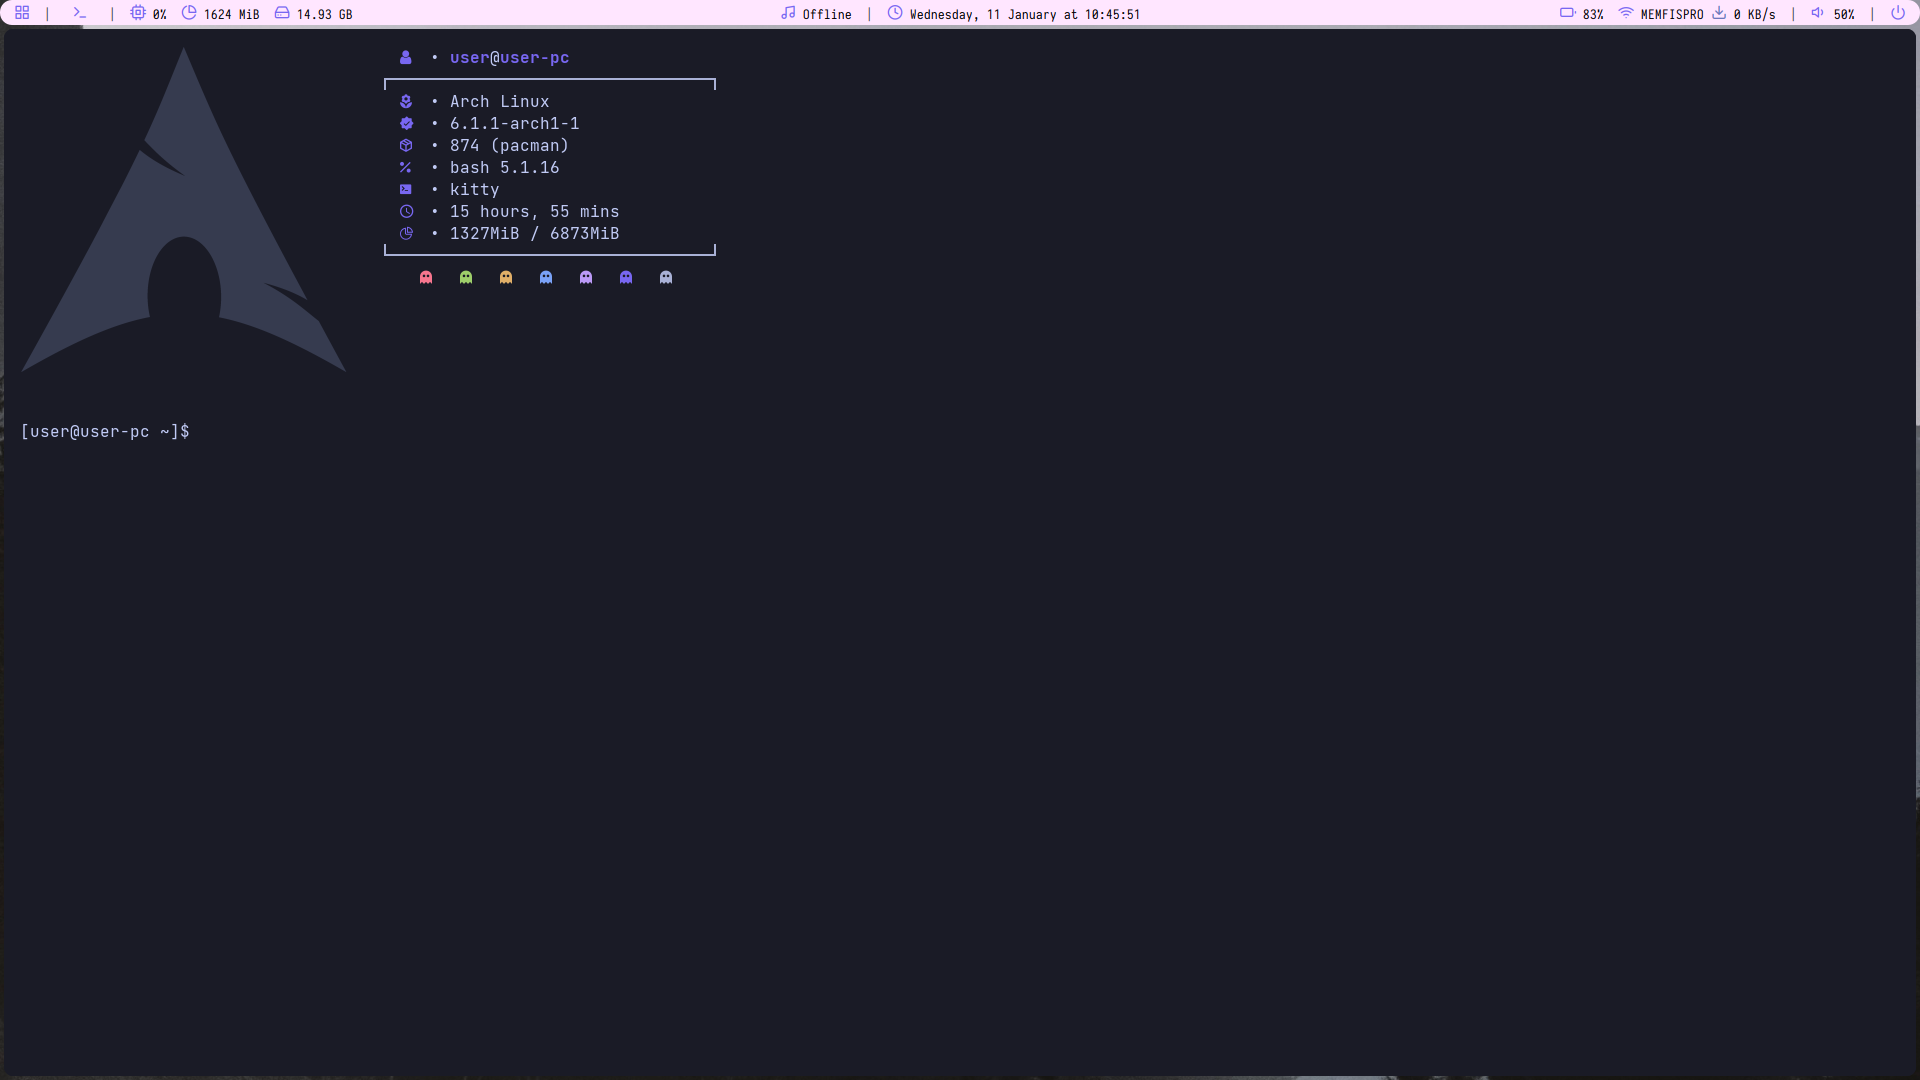 | >_ | 0% 1624 MiB 14.93 GB Offline | Wednesday, 11 January at 10:45:51 83% MEMFISPRO 0 KB/s | 50% |
• user@user-pc
• Arch Linux
• 6.1.1-arch1-1
• 874 (pacman)
• bash 5.1.16
• kitty
• 15 hours, 55 mins
• 1327MiB / 6873MiB
[user@user-pc ~]$